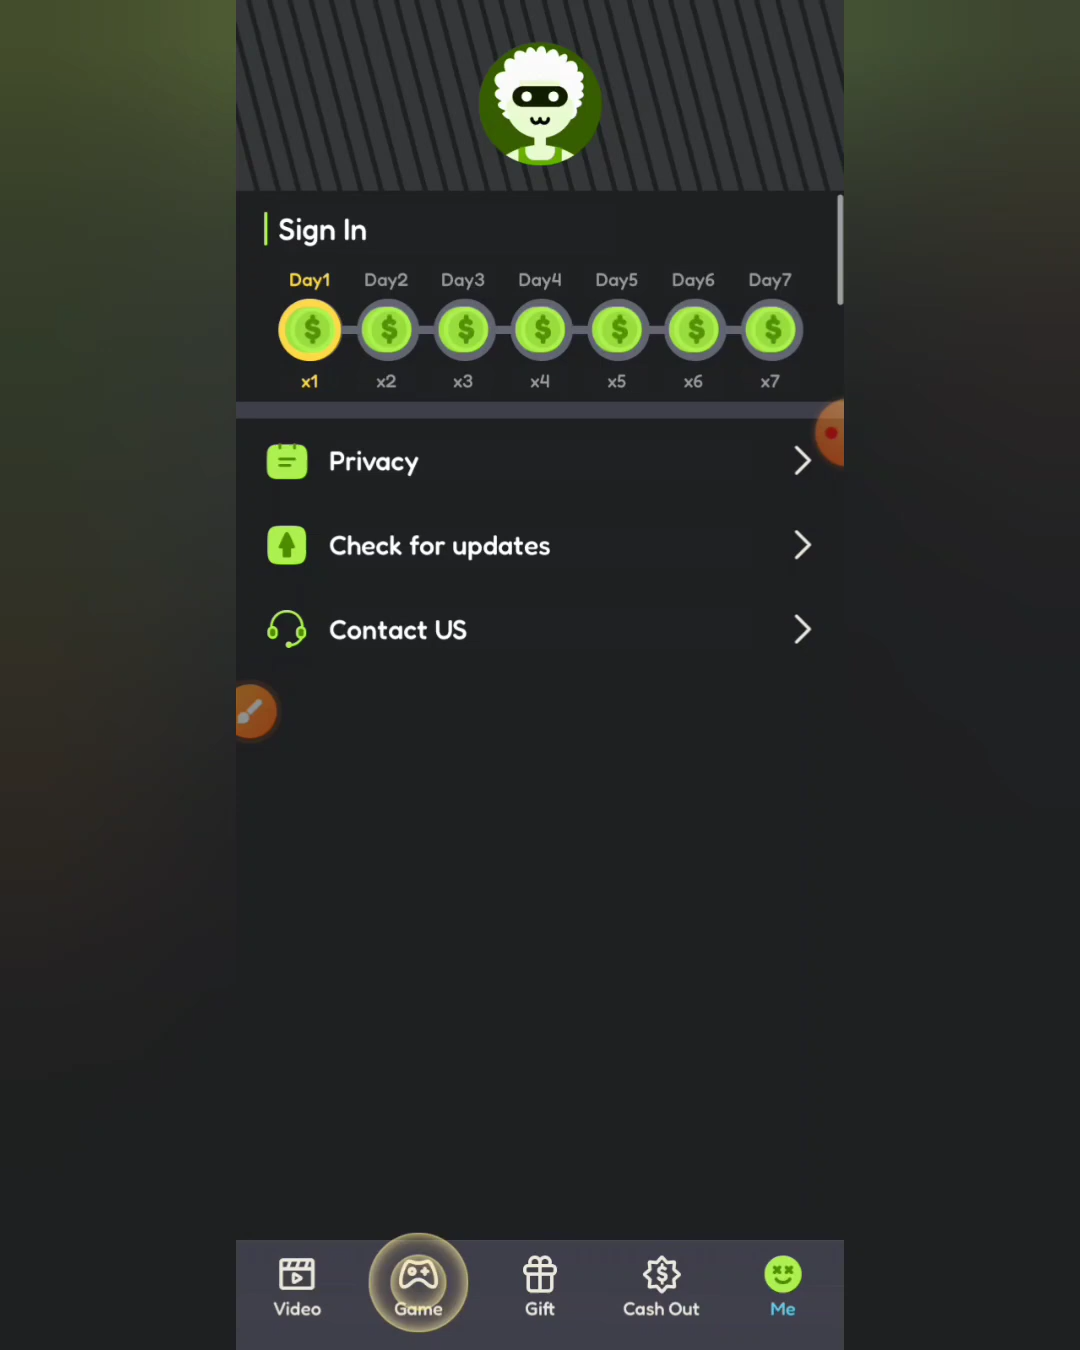 Sign In
Day1 Day2 Day3 Day4 Day5 Day6 Day7
x1 x2 x3 x4 x5 x6 x7
Privacy
Check for updates
Contact US
Video Game Gift Cash Out Me